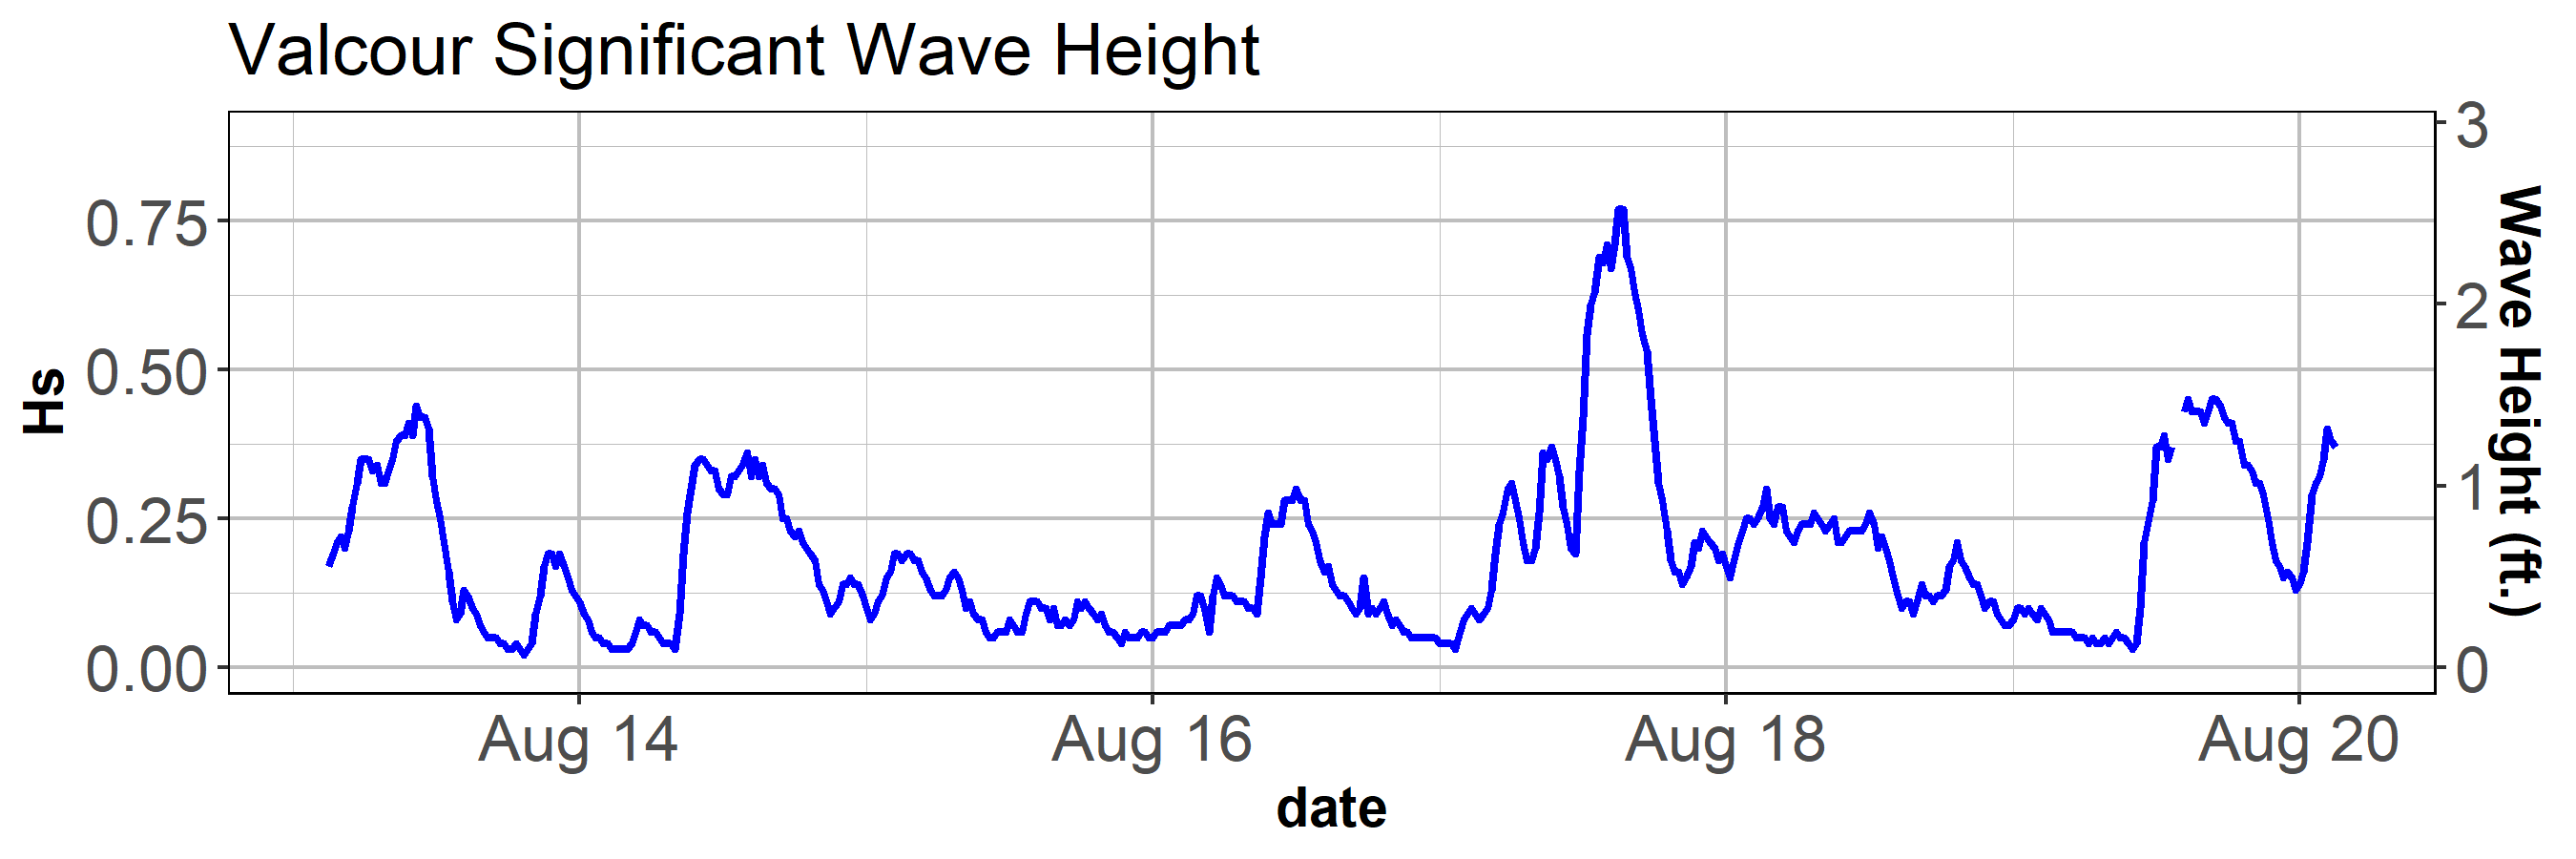 Valcour Significant Wave Height
Hs
0.75
0.50
0.25
0.00
3
2
1
0
Wave Height (ft.)
Aug 14
Aug 16
Aug 18
Aug 20
date